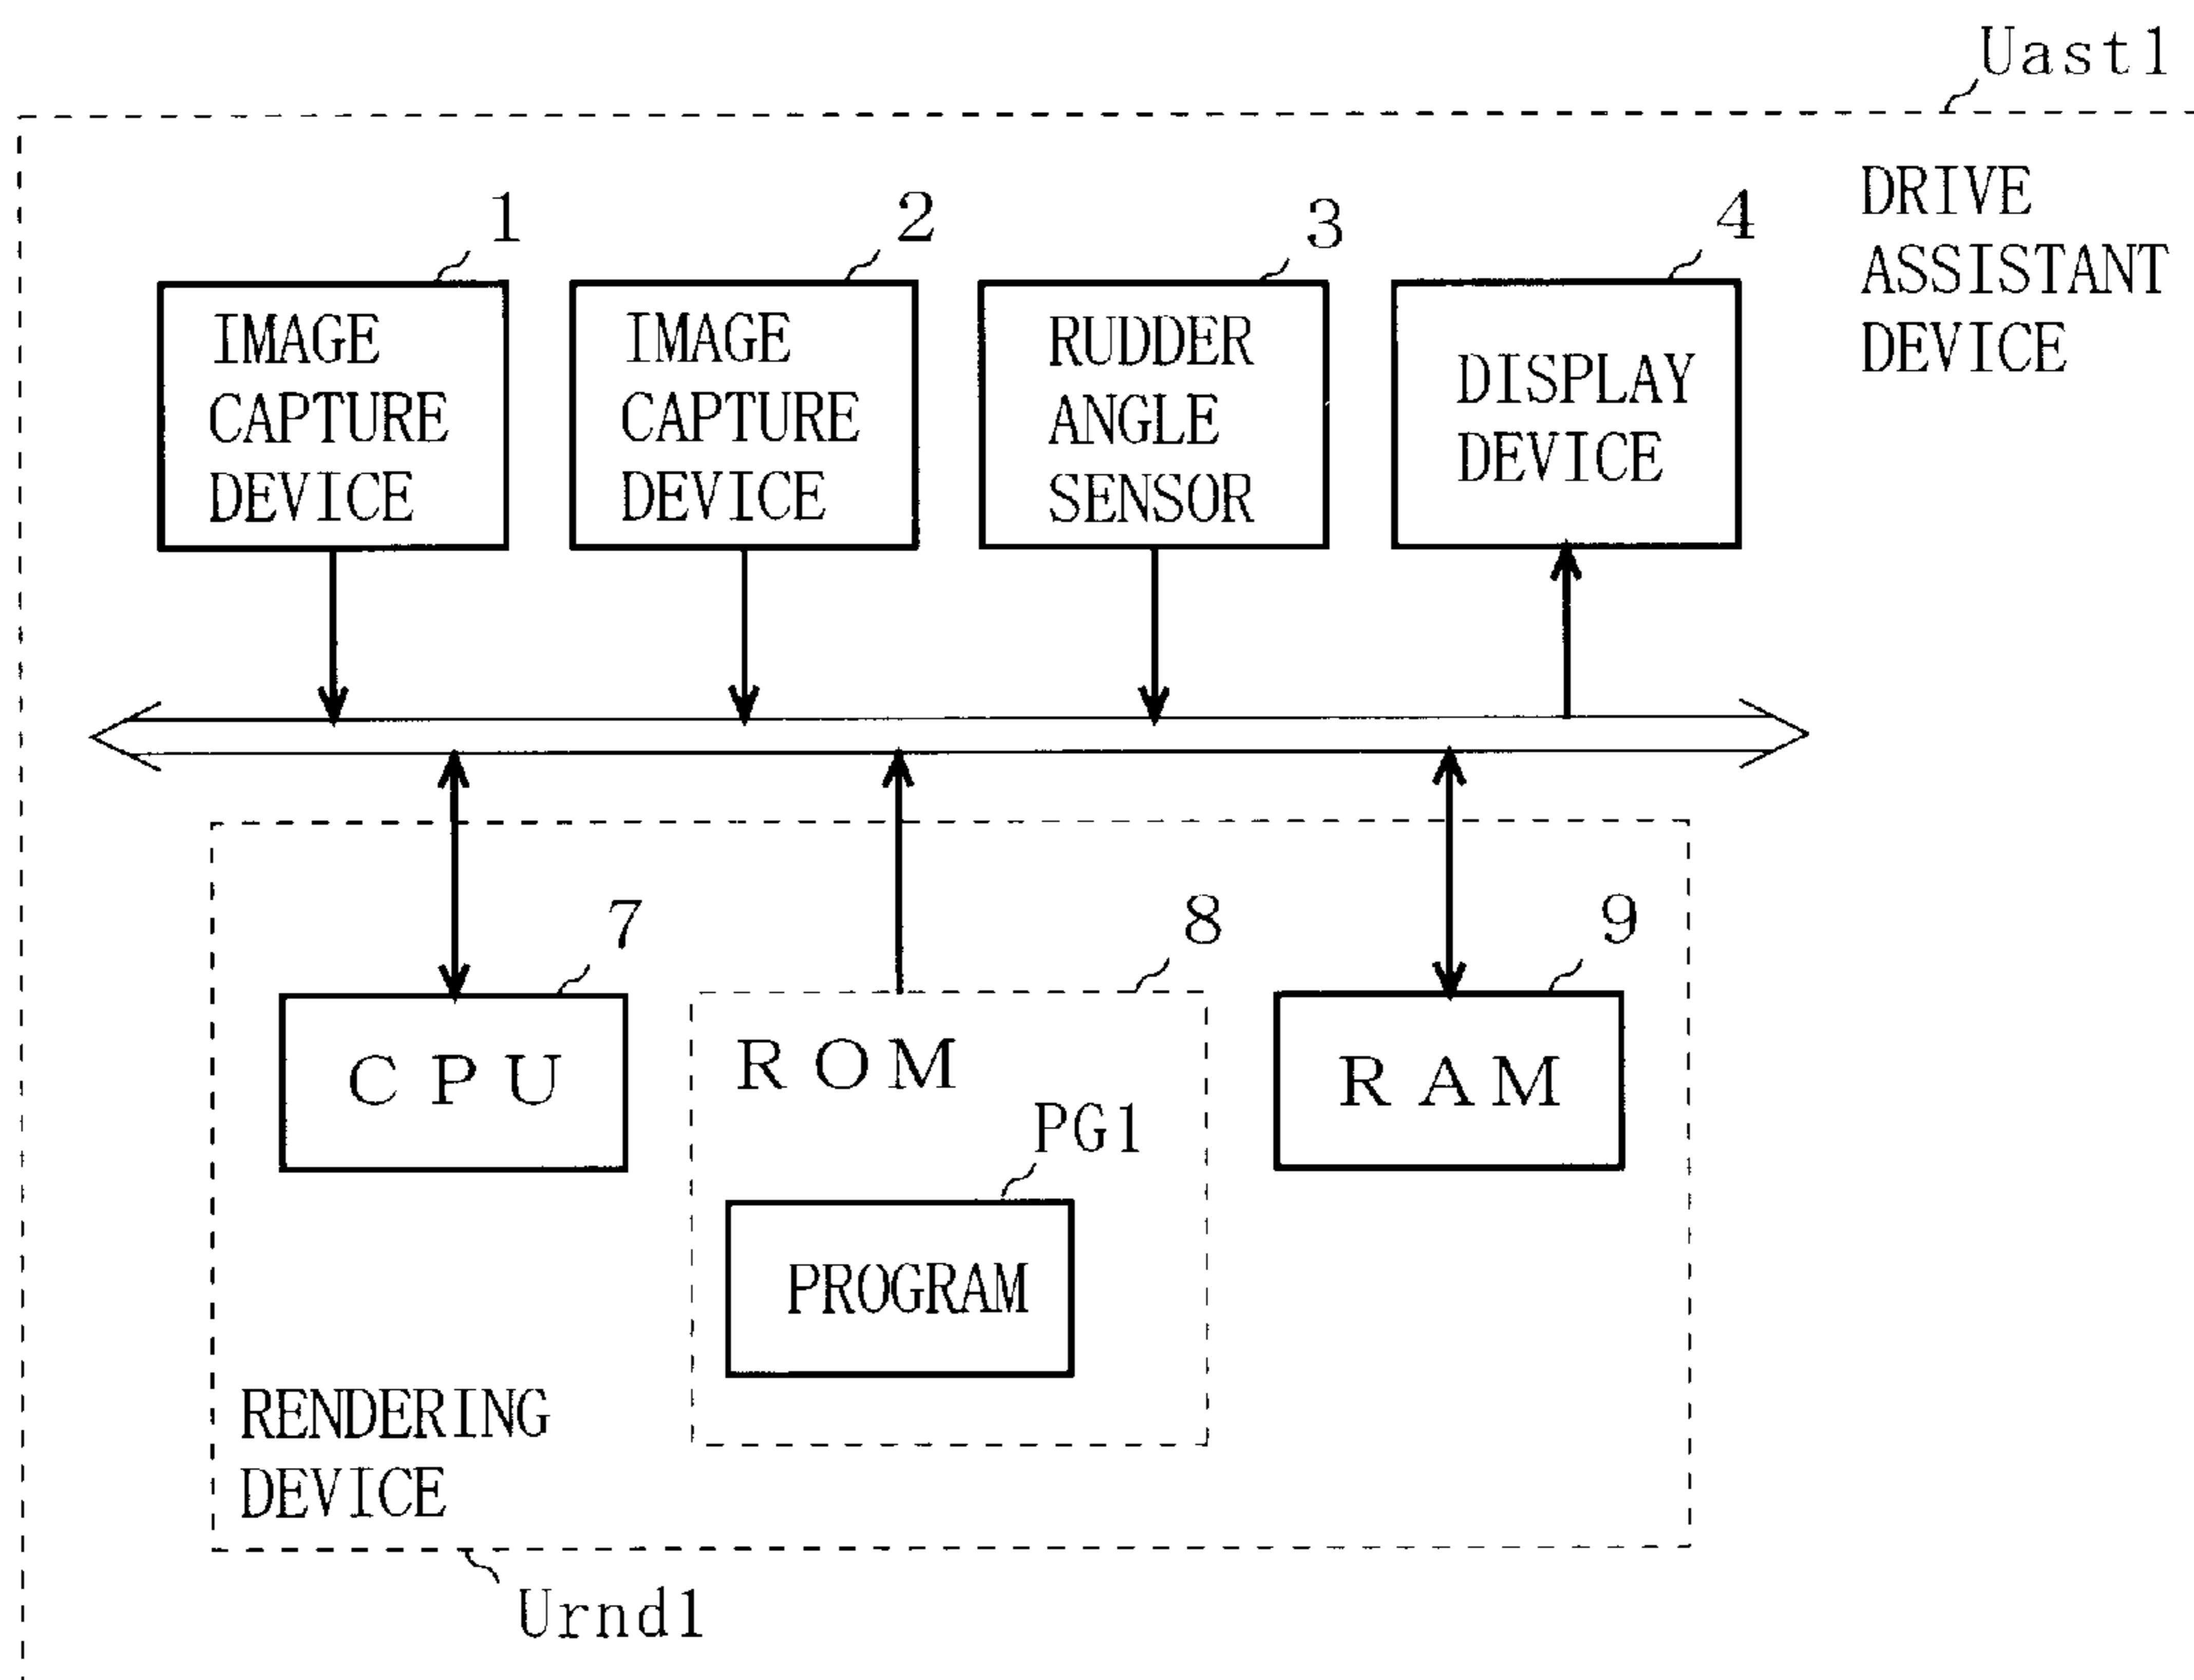 Uast1
DRIVE
ASSISTANT
DEVICE
1
IMAGE
CAPTURE
DEVICE
2
IMAGE
CAPTURE
DEVICE
3
RUDDER
ANGLE
SENSOR
4
DISPLAY
DEVICE
7
CPU
8
ROM
PG1
PROGRAM
9
RAM
RENDERING
DEVICE
Urnd1